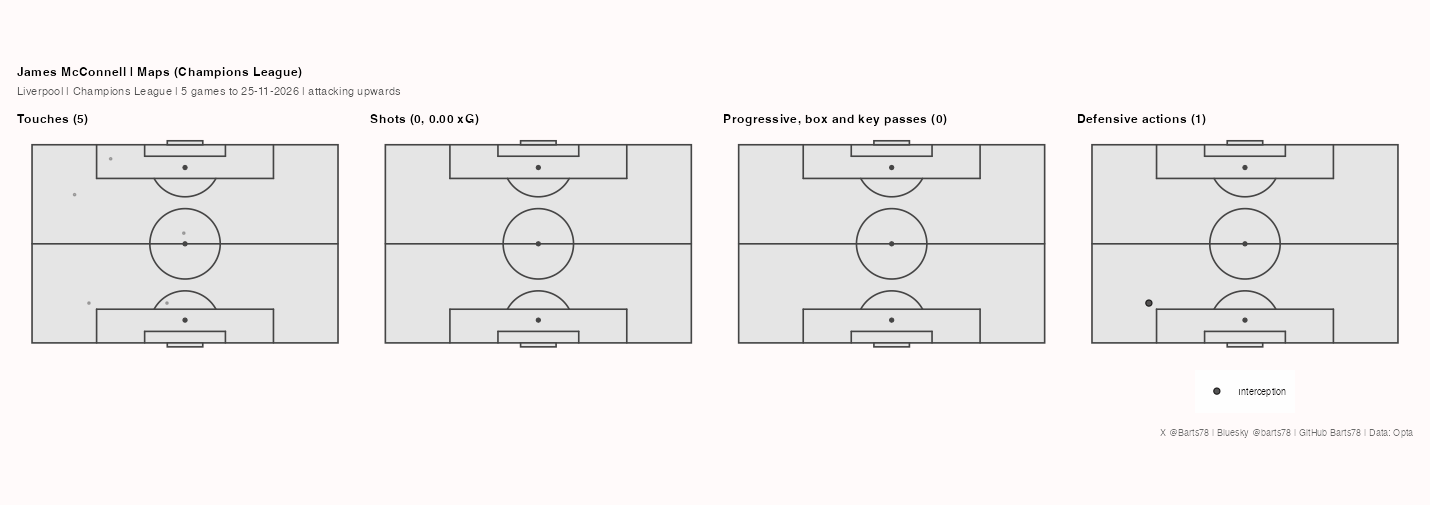 James McConnell | Maps (Champions League)
Liverpool | Champions League | 5 games to 25-11-2026 | attacking upwards
Touches (5)
Shots (0, 0.00 xG)
Progressive, box and key passes (0)
Defensive actions (1)
interception
X @Barts78 | Bluesky @barts78 | GitHub Barts78 | Data: Opta